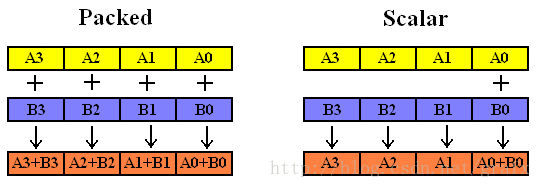 Packed Scalar
A3 A2 A1 A0 A3 A2 A1 A0
+ + + + +
B3 B2 B1 B0 B3 B2 B1 B0
A3+B3 A2+B2 A1+B1 A0+B0 A3 A2 A1 A0+B0